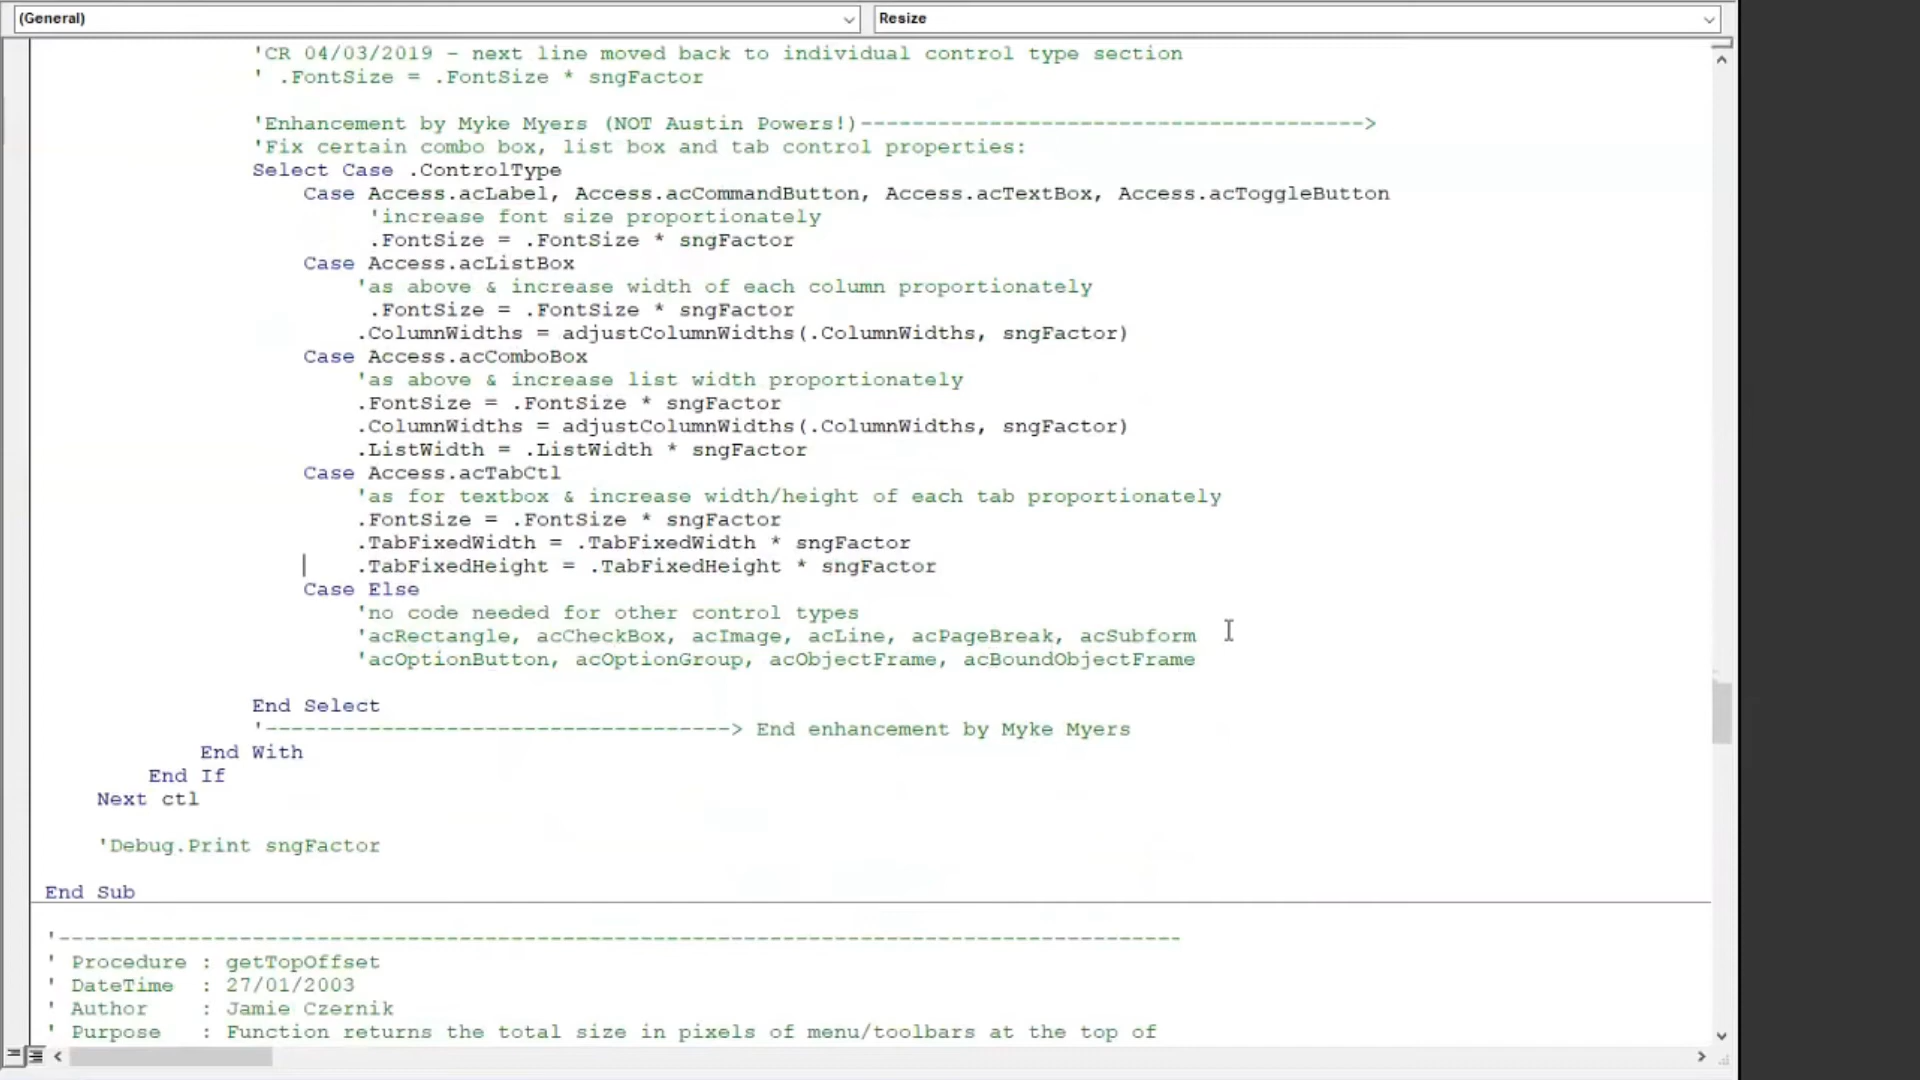 (General) Resize
'CR 04/03/2019 - next line moved back to individual control type section
' .FontSize = .FontSize * sngFactor
'Enhancement by Myke Myers (NOT Austin Powers!)--------------------------------------->
'Fix certain combo box, list box and tab control properties:
Select Case .ControlType
Case Access.acLabel, Access.acCommandButton, Access.acTextBox, Access.acToggleButton
'increase font size proportionately
.FontSize = .FontSize * sngFactor
Case Access.acListBox
'as above & increase width of each column proportionately
.FontSize = .FontSize * sngFactor
.ColumnWidths = adjustColumnWidths(.ColumnWidths, sngFactor)
Case Access.acComboBox
'as above & increase list width proportionately
.FontSize = .FontSize * sngFactor
.ColumnWidths = adjustColumnWidths(.ColumnWidths, sngFactor)
.ListWidth = .ListWidth * sngFactor
Case Access.acTabCtl
'as for textbox & increase width/height of each tab proportionately
.FontSize = .FontSize * sngFactor
.TabFixedWidth = .TabFixedWidth * sngFactor
.TabFixedHeight = .TabFixedHeight * sngFactor
Case Else
'no code needed for other control types
'acRectangle, acCheckBox, acImage, acLine, acPageBreak, acSubform
'acOptionButton, acOptionGroup, acObjectFrame, acBoundObjectFrame
End Select
'------------------------------------> End enhancement by Myke Myers
End With
End If
Next ctl
'Debug.Print sngFactor
End Sub
'---------------------------------------------------------------------------------------
' Procedure : getTopOffset
' DateTime : 27/01/2003
' Author : Jamie Czernik
' Purpose : Function returns the total size in pixels of menu/toolbars at the top of